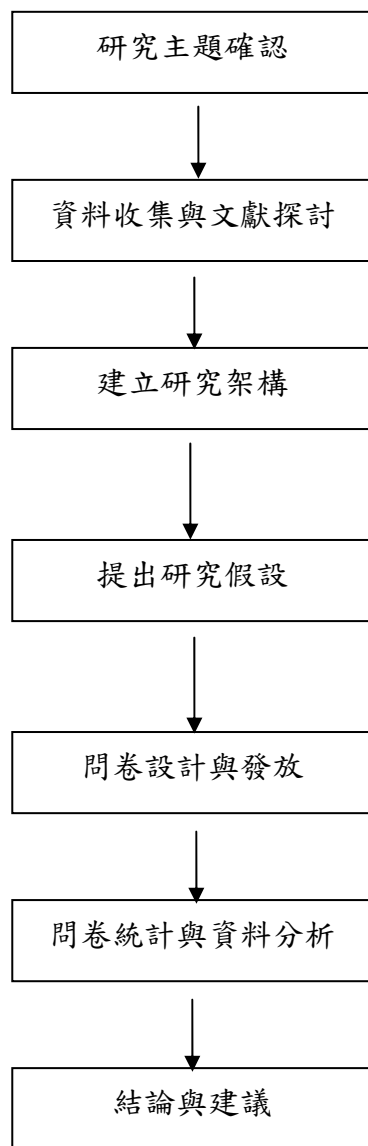 研究主題確認
資料收集與文獻探討
建立研究架構
提出研究假設
問卷設計與發放
問卷統計與資料分析
結論與建議